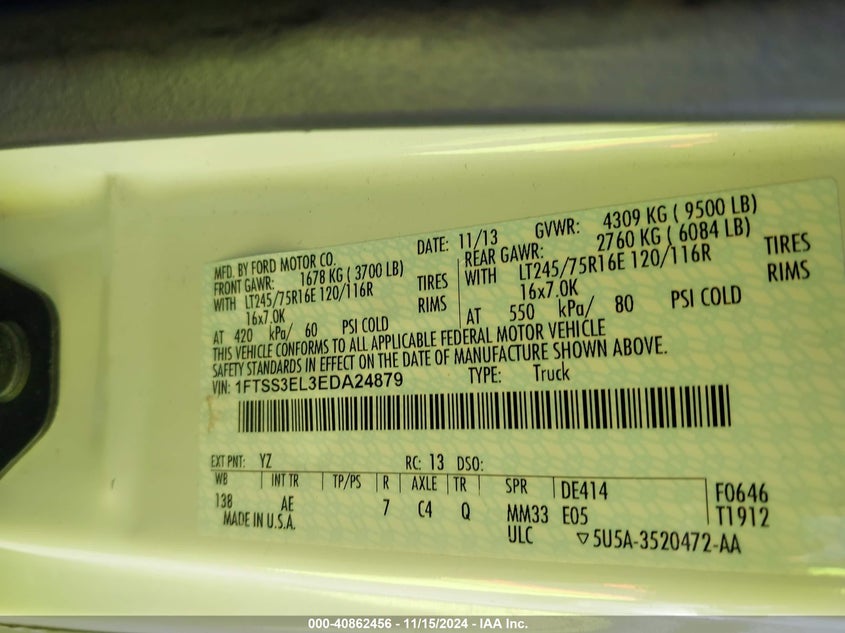 MFD. BY FORD MOTOR CO. DATE: 11/13 GVWR: 4309 KG ( 9500 LB)
FRONT GAWR: 1678 KG ( 3700 LB) REAR GAWR: 2760 KG ( 6084 LB)
WITH LT245/75R16E 120/116R TIRES WITH LT245/75R16E 120/116R TIRES
16x7.0K RIMS 16x7.0K RIMS
AT 420 kPa/ 60 PSI COLD AT 550 kPa/ 80 PSI COLD
THIS VEHICLE CONFORMS TO ALL APPLICABLE FEDERAL MOTOR VEHICLE
SAFETY STANDARDS IN EFFECT ON THE DATE OF MANUFACTURE SHOWN ABOVE.
VIN: 1FTSS3EL3EDA24879 TYPE: Truck
EXT PNT: YZ RC: 13 DSO:
WB INT TR TP/PS R AXLE TR SPR DE414 F0646
138 AE 7 C4 Q MM33 E05 T1912
MADE IN U.S.A. ULC ▽5U5A-3520472-AA
000-40862456 - 11/15/2024 - IAA Inc.